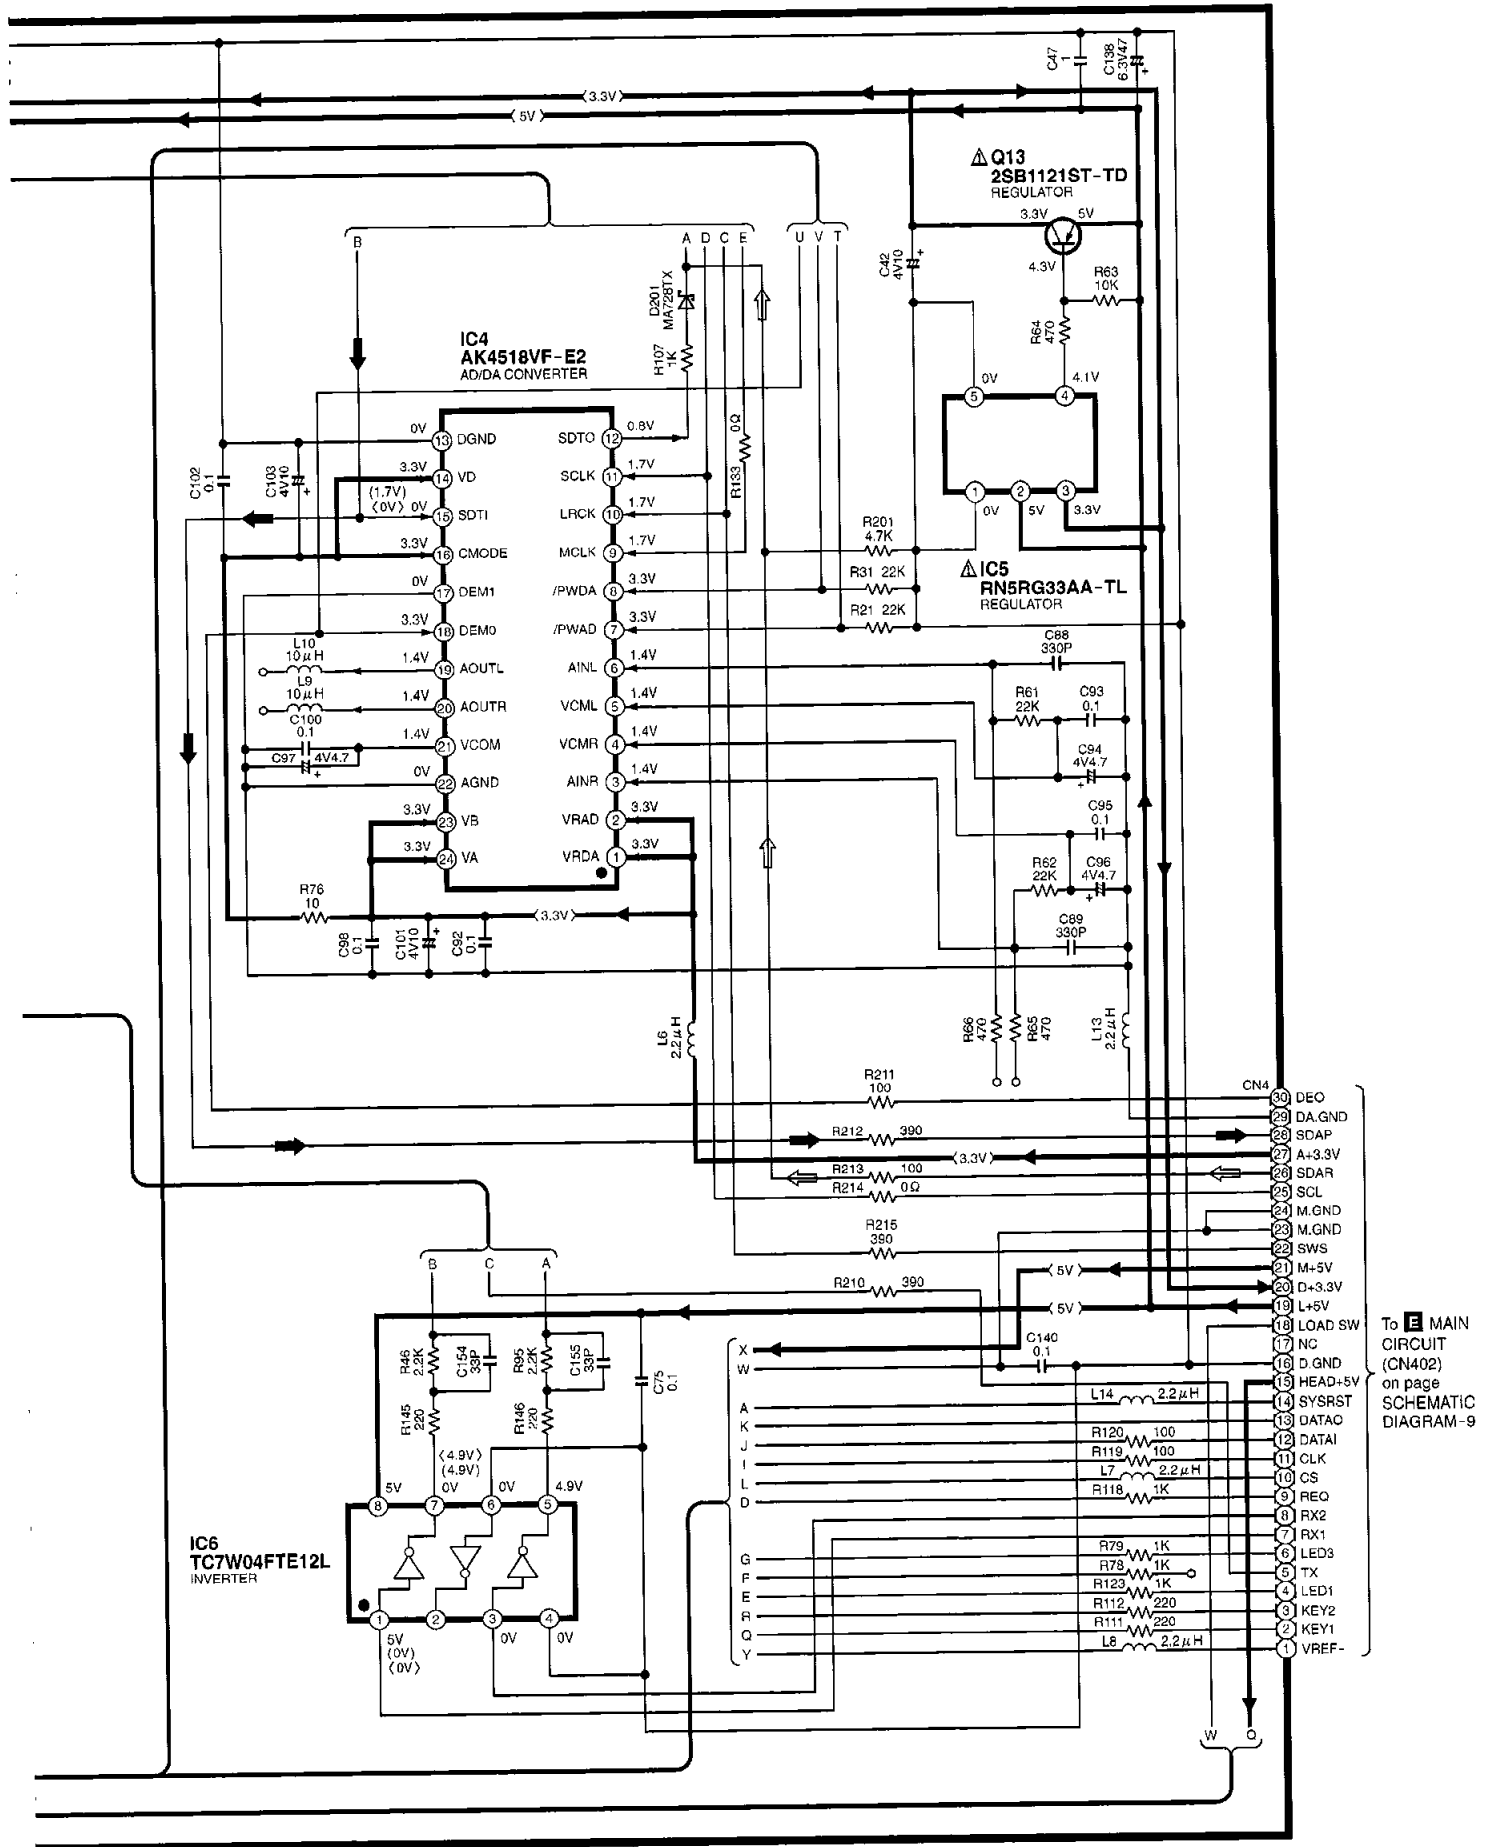 C47
1
C138
6.3V47
(3.3V)
(5V)
⚠ Q13
2SB1121ST-TD
REGULATOR
3.3V
5V
4.3V
B
A D C E
U V T
C42
4V10
R63
10K
R64
470
D201
MA728TX
R107
1K
IC4
AK4518VF-E2
AD/DA CONVERTER
0V
4.1V
5
4
1
2
3
0V
5V
3.3V
⚠ IC5
RN5RG33AA-TL
REGULATOR
0V 13 DGND
3.3V 14 VD
(1.7V)
〈0V〉 0V 15 SDTI
3.3V 16 CMODE
0V 17 DEM1
3.3V 18 DEM0
1.4V 19 AOUTL
1.4V 20 AOUTR
1.4V 21 VCOM
0V 22 AGND
3.3V 23 VB
3.3V 24 VA
SDTO 12 0.8V
SCLK 11 1.7V
LRCK 10 1.7V
MCLK 9 1.7V
/PWDA 8 3.3V
/PWAD 7 3.3V
AINL 6 1.4V
VCML 5 1.4V
VCMR 4 1.4V
AINR 3 1.4V
VRAD 2 3.3V
VRDA 1 3.3V
R133 0Ω
C102
0.1
C103
4V10
L10
10μH
L9
10μH
C100
0.1
C97 4V4.7
R201
4.7K
R31 22K
R21 22K
C88
330P
R61
22K
C93
0.1
C94
4V4.7
C95
0.1
R62
22K
C96
4V4.7
C89
330P
R76
10
(3.3V)
C98
0.1
C101
4V10
C92
0.1
L6
2.2μH
R66
470
R65
470
L13
2.2μH
CN4
R211
100
R212 390
(3.3V)
R213 100
R214 0Ω
R215
390
(5V)
R210 390
(5V)
C140
0.1
30 DEO
29 DA.GND
28 SDAP
27 A+3.3V
26 SDAR
25 SCL
24 M.GND
23 M.GND
22 SWS
21 M+5V
20 D+3.3V
19 L+5V
18 LOAD SW
17 NC
16 D.GND
15 HEAD+5V
14 SYSRST
13 DATAO
12 DATAI
11 CLK
10 CS
9 REQ
8 RX2
7 RX1
6 LED3
5 TX
4 LED1
3 KEY2
2 KEY1
1 VREF-
To E MAIN
CIRCUIT
(CN402)
on page
SCHEMATIC
DIAGRAM-9
B C A
R46
2.2K
C154
33P
R95
2.2K
C155
33P
C75
0.1
R145
220
R146
220
〈4.9V〉
(4.9V)
5V
0V
0V
4.9V
8 7 6 5
IC6
TC7W04FTE12L
INVERTER
1 2 3 4
5V
(0V)
〈0V〉
0V
0V
X
W
A
K
J
I
L
D
G
F
E
R
Q
Y
L14 2.2μH
R120 100
R119 100
L7 2.2μH
R118 1K
R79 1K
R78 1K
R123 1K
R112 220
R111 220
L8 2.2μH
W Q